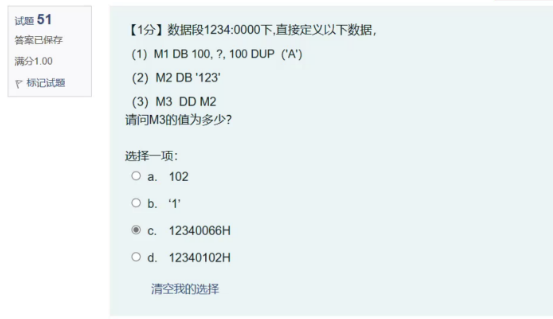 试题 51
答案已保存
满分1.00
标记试题
【1分】数据段1234:0000下,直接定义以下数据，
(1) M1 DB 100, ?, 100 DUP ('A')
(2) M2 DB '123'
(3) M3 DD M2
请问M3的值为多少?
选择一项:
a. 102
b. '1'
c. 12340066H
d. 12340102H
清空我的选择